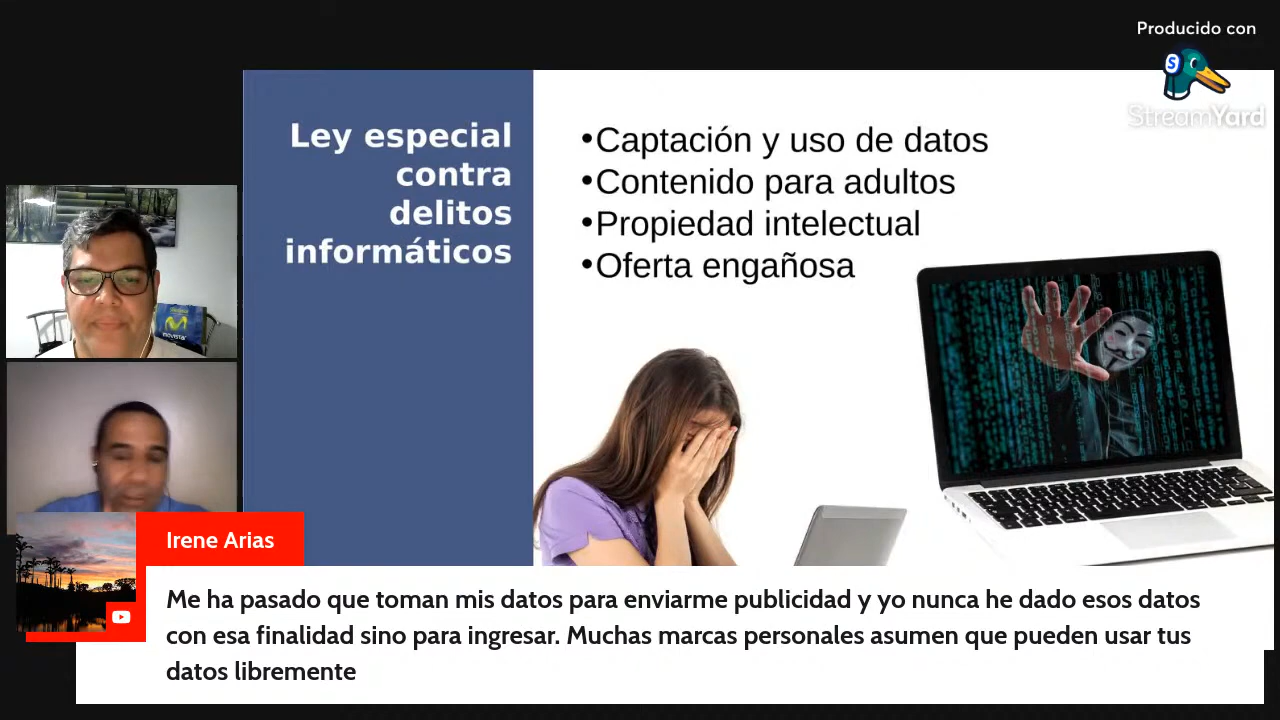 Producido con
StreamYard
Ley especial
contra
delitos
informáticos
•Captación y uso de datos
•Contenido para adultos
•Propiedad intelectual
•Oferta engañosa
movistar
Irene Arias
Me ha pasado que toman mis datos para enviarme publicidad y yo nunca he dado esos datos
con esa finalidad sino para ingresar. Muchas marcas personales asumen que pueden usar tus
datos libremente